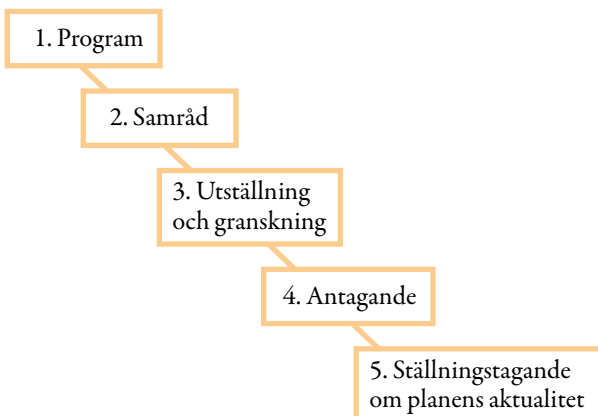 1. Program
2. Samråd
3. Utställning
och granskning
4. Antagande
5. Ställningstagande
om planens aktualitet